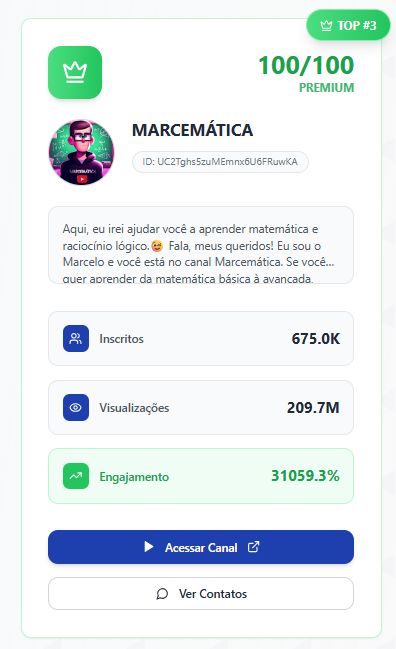 TOP #3
100/100
PREMIUM
MARCEMÁTICA
ID: UC2Tghs5zuMEmnx6U6FRuwKA
MARCEMÁTICA
Aqui, eu irei ajudar você a aprender matemática e
raciocínio lógico.😉 Fala, meus queridos! Eu sou o
Marcelo e você está no canal Marcemática. Se você...
quer aprender da matemática básica à avançada,
Inscritos 675.0K
Visualizações 209.7M
Engajamento 31059.3%
Acessar Canal
Ver Contatos